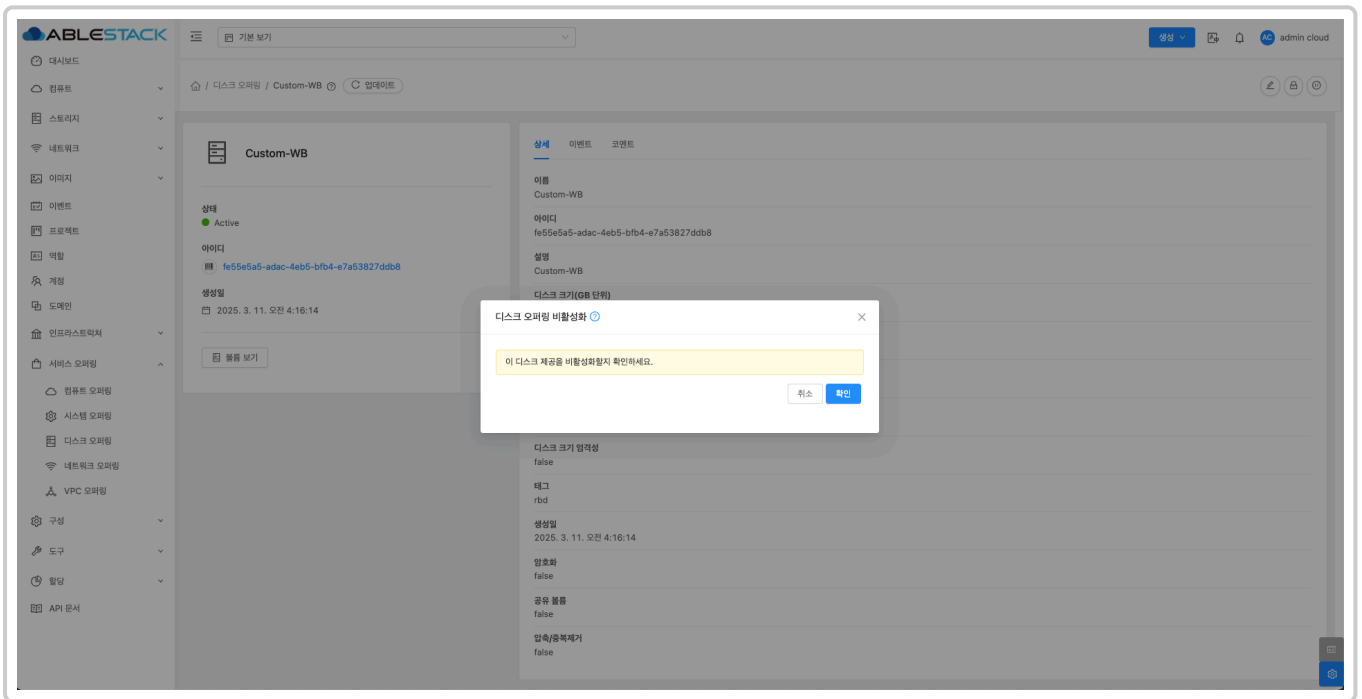 ABLESTACK
기본 보기
생성
AC admin cloud
대시보드
컴퓨트
스토리지
네트워크
이미지
이벤트
프로젝트
역할
계정
도메인
인프라스트럭쳐
서비스 오퍼링
컴퓨트 오퍼링
시스템 오퍼링
디스크 오퍼링
네트워크 오퍼링
VPC 오퍼링
구성
도구
할당
API 문서
/ 디스크 오퍼링 / Custom-WB 업데이트
Custom-WB
상태
Active
아이디
fe55e5a5-adac-4eb5-bfb4-e7a53827ddb8
생성일
2025. 3. 11. 오전 4:16:14
볼륨 보기
상세 이벤트 코멘트
이름
Custom-WB
아이디
fe55e5a5-adac-4eb5-bfb4-e7a53827ddb8
설명
Custom-WB
디스크 크기(GB 단위)
디스크 오퍼링 비활성화
이 디스크 제공을 비활성화할지 확인하세요.
취소 확인
디스크 크기 엄격성
false
태그
rbd
생성일
2025. 3. 11. 오전 4:16:14
암호화
false
공유 볼륨
false
압축/중복제거
false